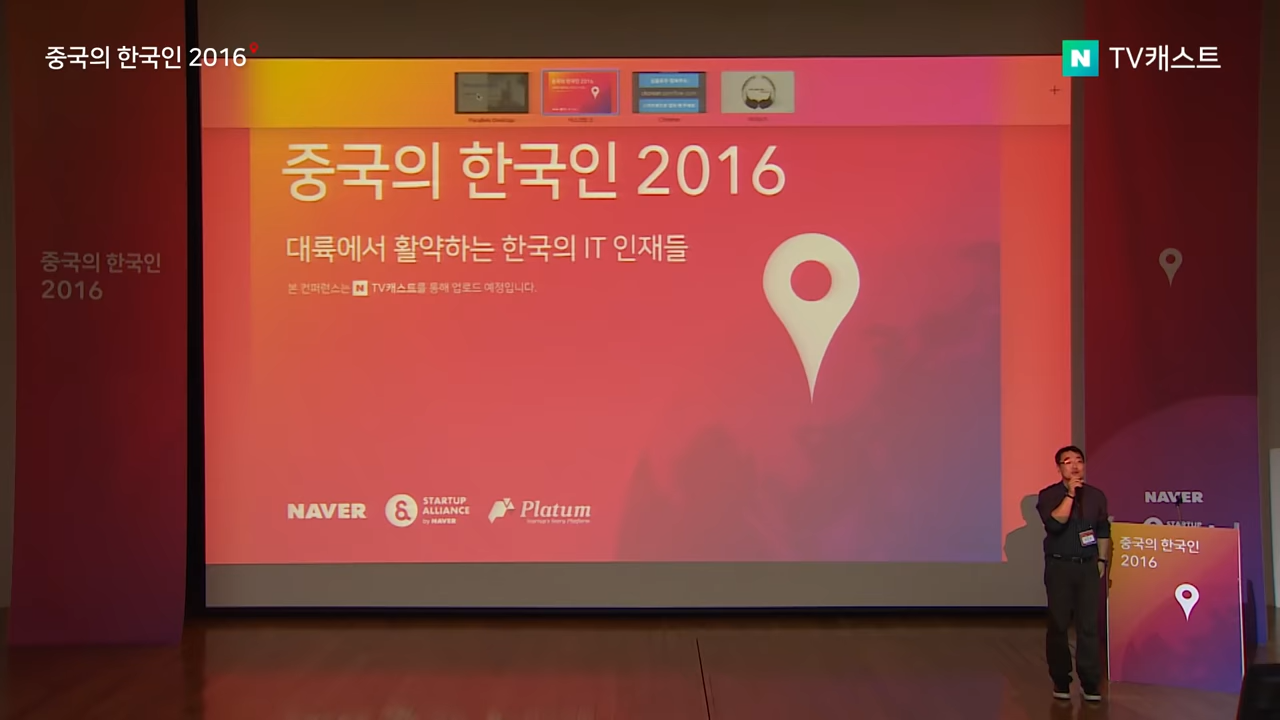 중국의 한국인 2016
N TV캐스트
중국의 한국인 2016
대륙에서 활약하는 한국의 IT 인재들
본 컨퍼런스는 N TV캐스트를 통해 업로드 예정입니다.
NAVER
&
STARTUP
ALLIANCE
by NAVER
Platum
Startup's Story Platform
중국의 한국인
2016
NAVER
STARTUP
중국의 한국인
2016